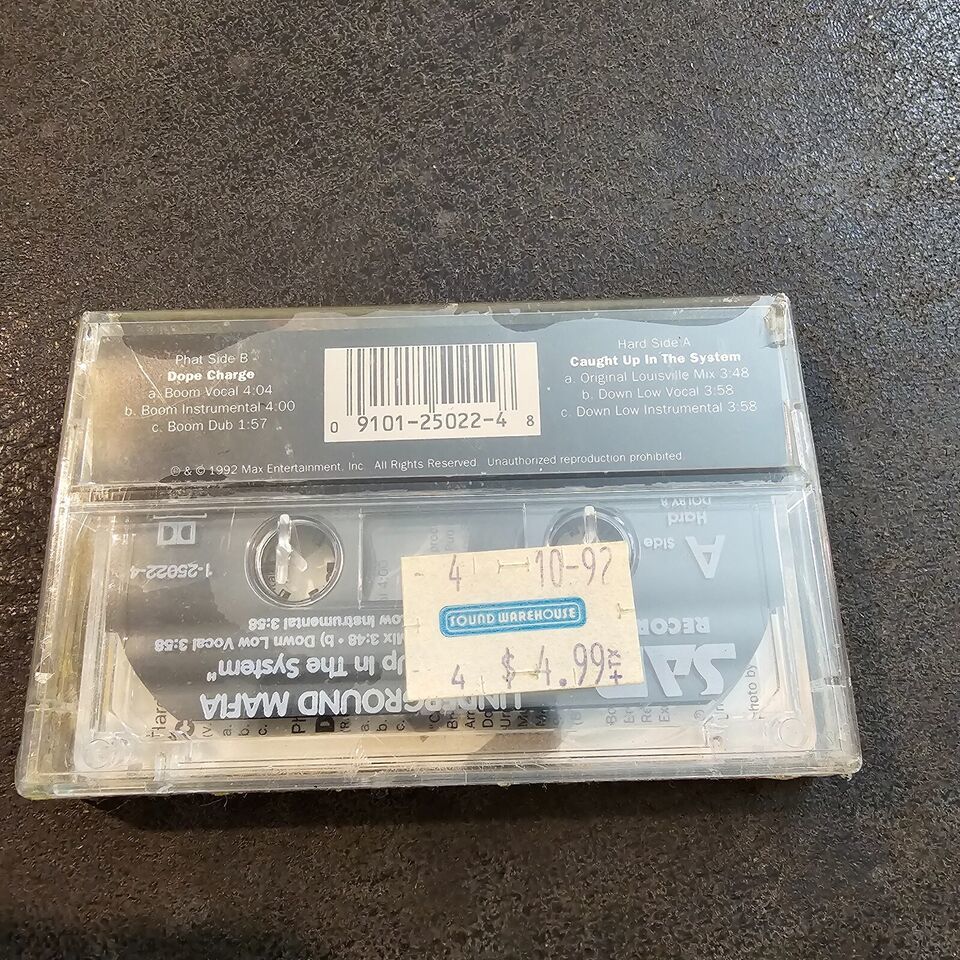 Phat Side B
Dope Charge
a. Boom Vocal 4:04
b. Boom Instrumental 4:00
c. Boom Dub 1:57
0 9101-25022-4 8
Hard Side A
Caught Up In The System
a. Original Louisville Mix 3:48
b. Down Low Vocal 3:58
c. Down Low Instrumental 3:58
℗ & © 1992 Max Entertainment, Inc. All Rights Reserved. Unauthorized reproduction prohibited.
4 10-92
SOUND WAREHOUSE
4 $4.99
UNDERGROUND MAFIA
Up In The System"
Mix 3:48 • b) Down Low Vocal 3:58
Low Instrumental 3:58
1-25022-4
Side
A
Hard